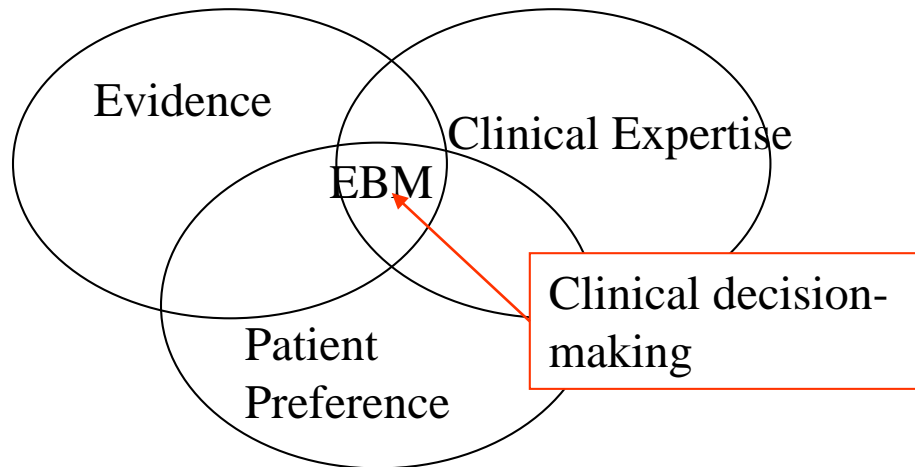 Evidence
Clinical Expertise
EBM
Clinical decision-
making
Patient
Preference